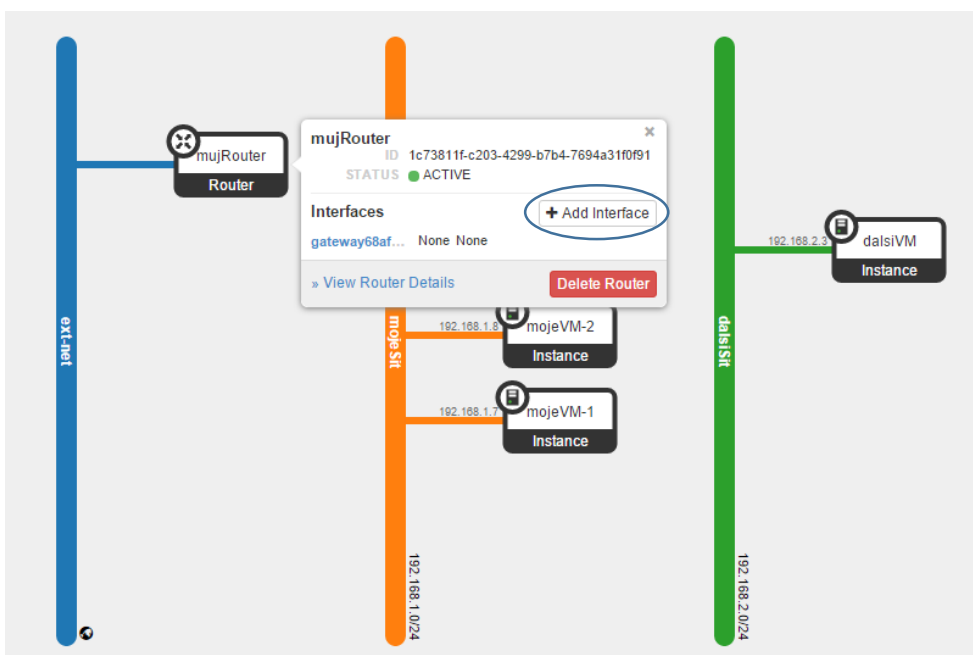 mujRouter
Router
mujRouter
ID 1c73811f-c203-4299-b7b4-7694a31f0f91
STATUS ACTIVE
Interfaces
+ Add Interface
gateway68af... None None
» View Router Details
Delete Router
192.168.2.3
dalsiVM
Instance
ext-net
mojeSit
dalsiSit
192.168.1.8
mojeVM-2
Instance
192.168.1.7
mojeVM-1
Instance
192.168.1.0/24
192.168.2.0/24